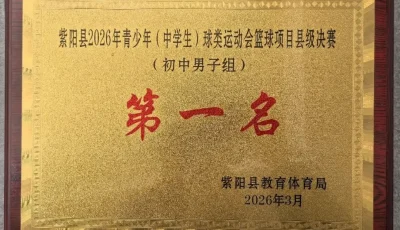 紫阳县2026年青少年（中学生）球类运动会篮球项目县级决赛
（初中男子组）
第一名
紫阳县教育体育局
2026年3月